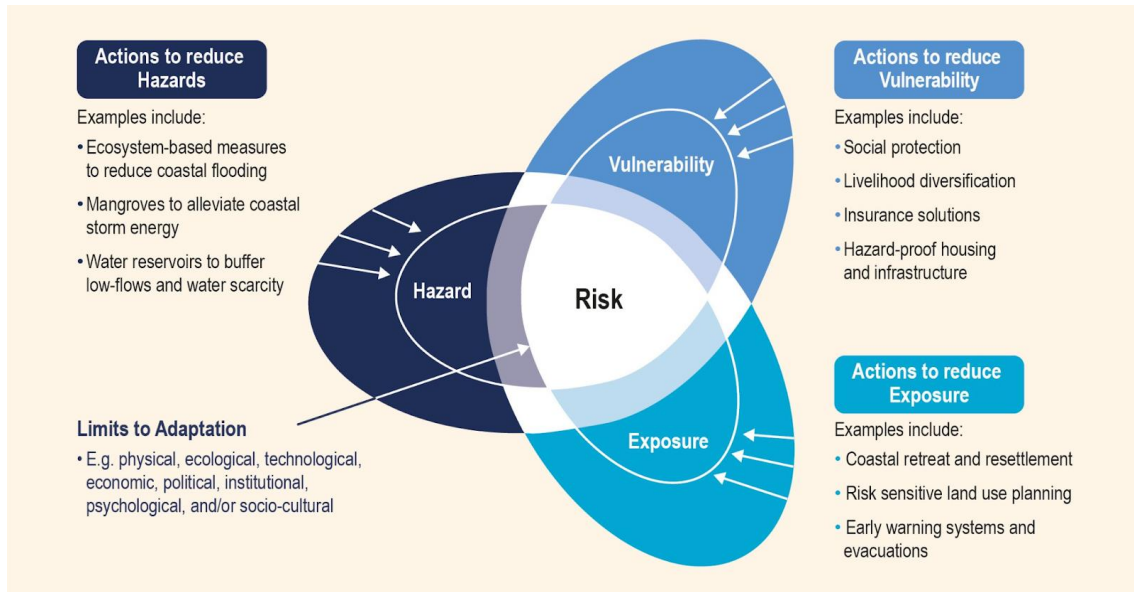 Actions to reduce
Hazards
Examples include:
• Ecosystem-based measures
to reduce coastal flooding
• Mangroves to alleviate coastal
storm energy
• Water reservoirs to buffer
low-flows and water scarcity
Limits to Adaptation
• E.g. physical, ecological, technological,
economic, political, institutional,
psychological, and/or socio-cultural
Vulnerability
Hazard
Risk
Exposure
Actions to reduce
Vulnerability
Examples include:
• Social protection
• Livelihood diversification
• Insurance solutions
• Hazard-proof housing
and infrastructure
Actions to reduce
Exposure
Examples include:
• Coastal retreat and resettlement
• Risk sensitive land use planning
• Early warning systems and
evacuations